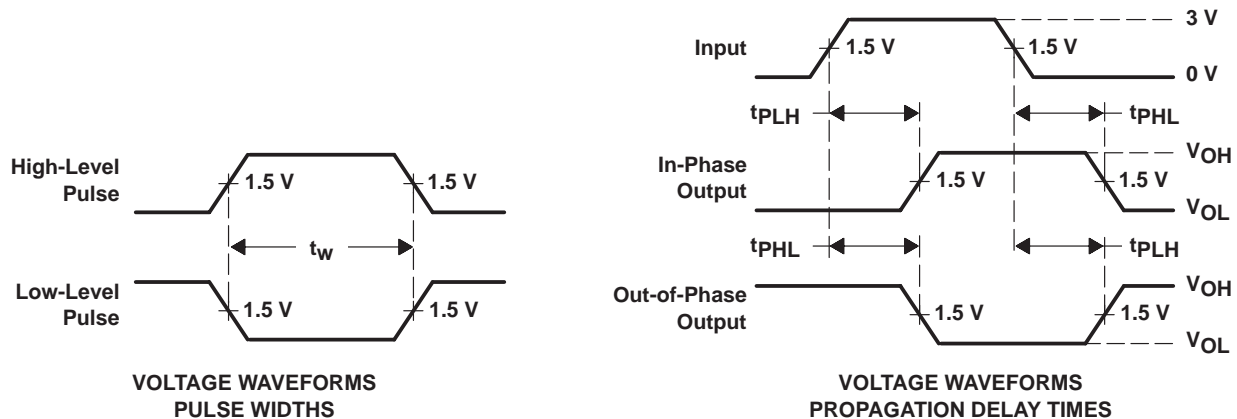 High-Level
Pulse
1.5 V
1.5 V
tw
Low-Level
Pulse
1.5 V
1.5 V
VOLTAGE WAVEFORMS
PULSE WIDTHS
Input
1.5 V
1.5 V
3 V
0 V
tPLH
tPHL
In-Phase
Output
1.5 V
1.5 V
VOH
VOL
tPHL
tPLH
Out-of-Phase
Output
1.5 V
1.5 V
VOH
VOL
VOLTAGE WAVEFORMS
PROPAGATION DELAY TIMES